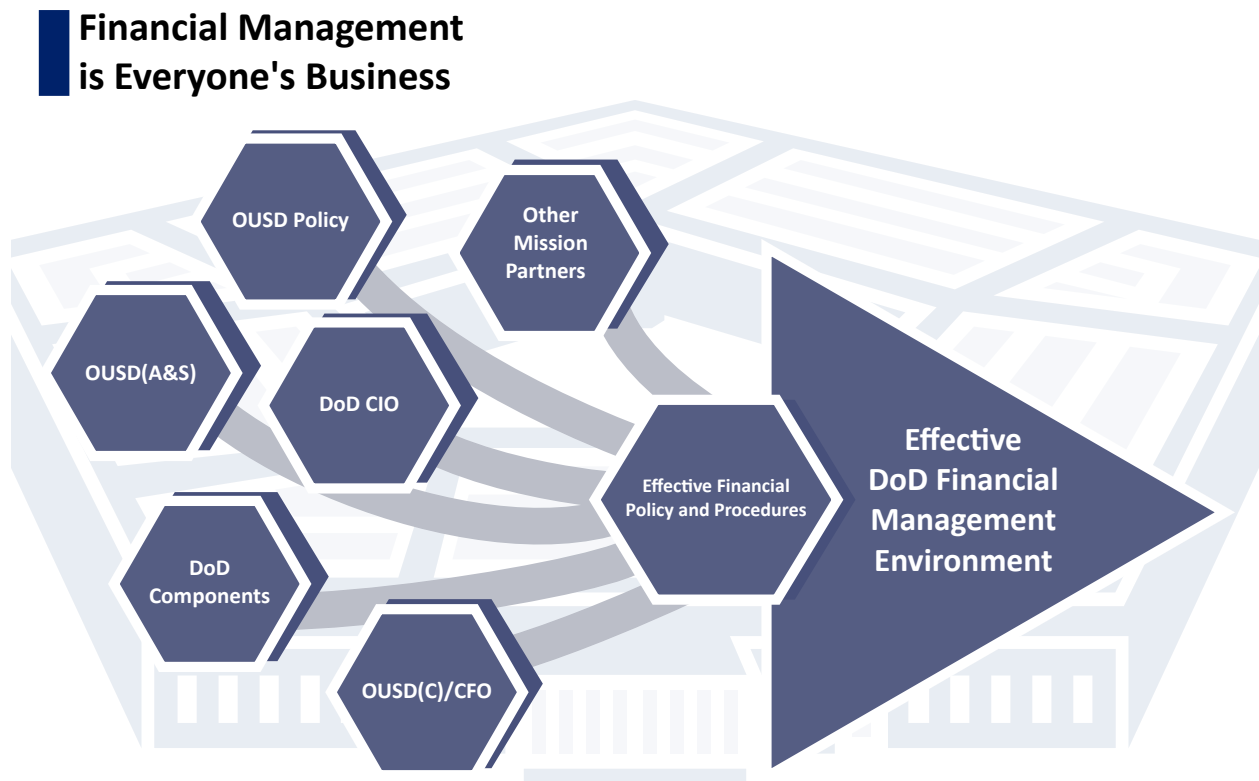 Financial Management
is Everyone's Business
OUSD Policy
Other
Mission
Partners
OUSD(A&S)
DoD CIO
Effective Financial
Policy and Procedures
Effective
DoD Financial
Management
Environment
DoD
Components
OUSD(C)/CFO